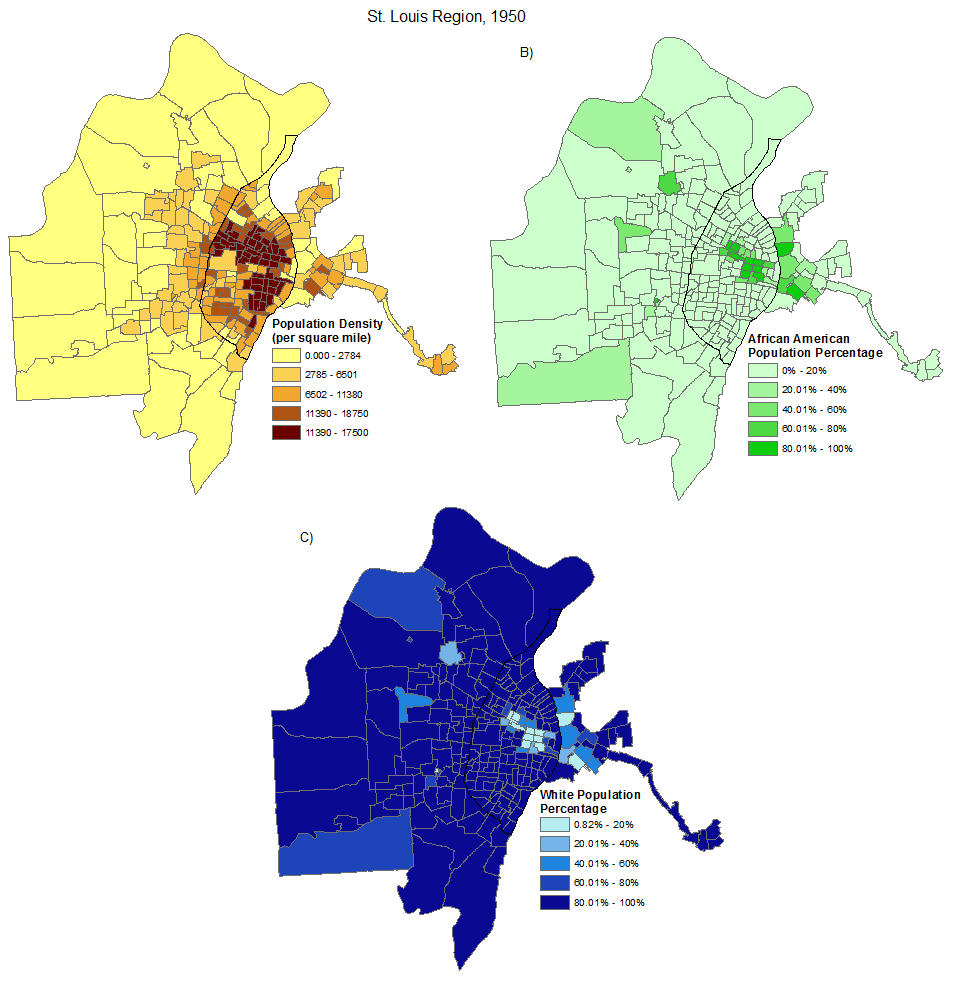 St. Louis Region, 1950
B)
Population Density
(per square mile)
0.000 - 2784
2785 - 6501
6502 - 11380
11390 - 18750
11390 - 17500
African American
Population Percentage
0% - 20%
20.01% - 40%
40.01% - 60%
60.01% - 80%
80.01% - 100%
C)
White Population
Percentage
0.82% - 20%
20.01% - 40%
40.01% - 60%
60.01% - 80%
80.01% - 100%